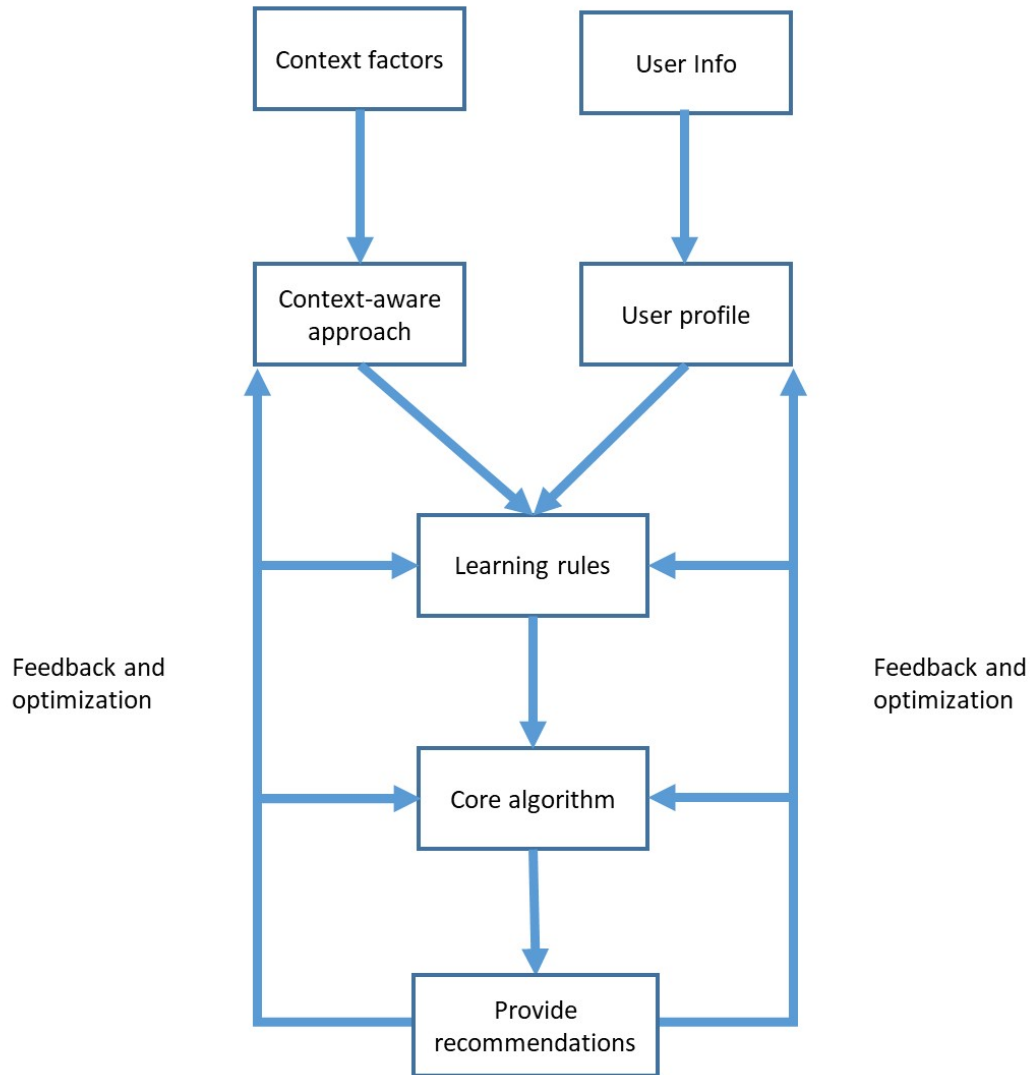 Context factors
User Info
Context-aware
approach
User profile
Learning rules
Feedback and
optimization
Feedback and
optimization
Core algorithm
Provide
recommendations